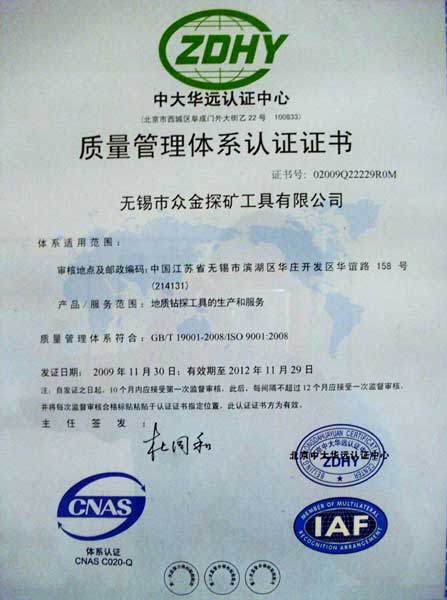 ZDHY
中大华远认证中心
(北京市西城区阜成门外大街乙 22 号 100833)
质量管理体系认证证书
证书号: 02009Q22229R0M
无锡市众金探矿工具有限公司
体系适用范围:
审核地点及邮政编码: 中国江苏省无锡市滨湖区华庄开发区华谊路 158 号
(214131)
产品/服务范围: 地质钻探工具的生产和服务
质量管理体系符合: GB/T 19001-2008/ISO 9001:2008
发证日期: 2009 年 11 月 30 日; 有效期至 2012 年 11 月 29 日
注: 自发证之日起, 10 个月内应接受第一次监督审核, 此后, 每间隔不超过 12 个月应接受一次监督审核,
并将每次监督审核合格标贴粘贴于认证证书指定位置, 此认证证书方为有效。
主任签发:
杜同和
北京中大华远认证中心
ZDHY
CNAS
体系认证
CNAS C020-Q
MEMBER OF MULTILATERAL
IAF
RECOGNITION ARRANGEMENT